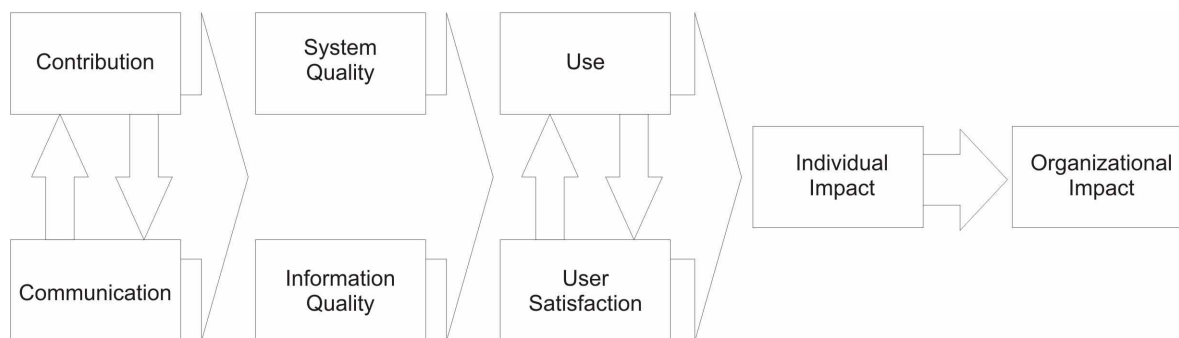 Contribution
System
Quality
Use
Individual
Impact
Organizational
Impact
Communication
Information
Quality
User
Satisfaction